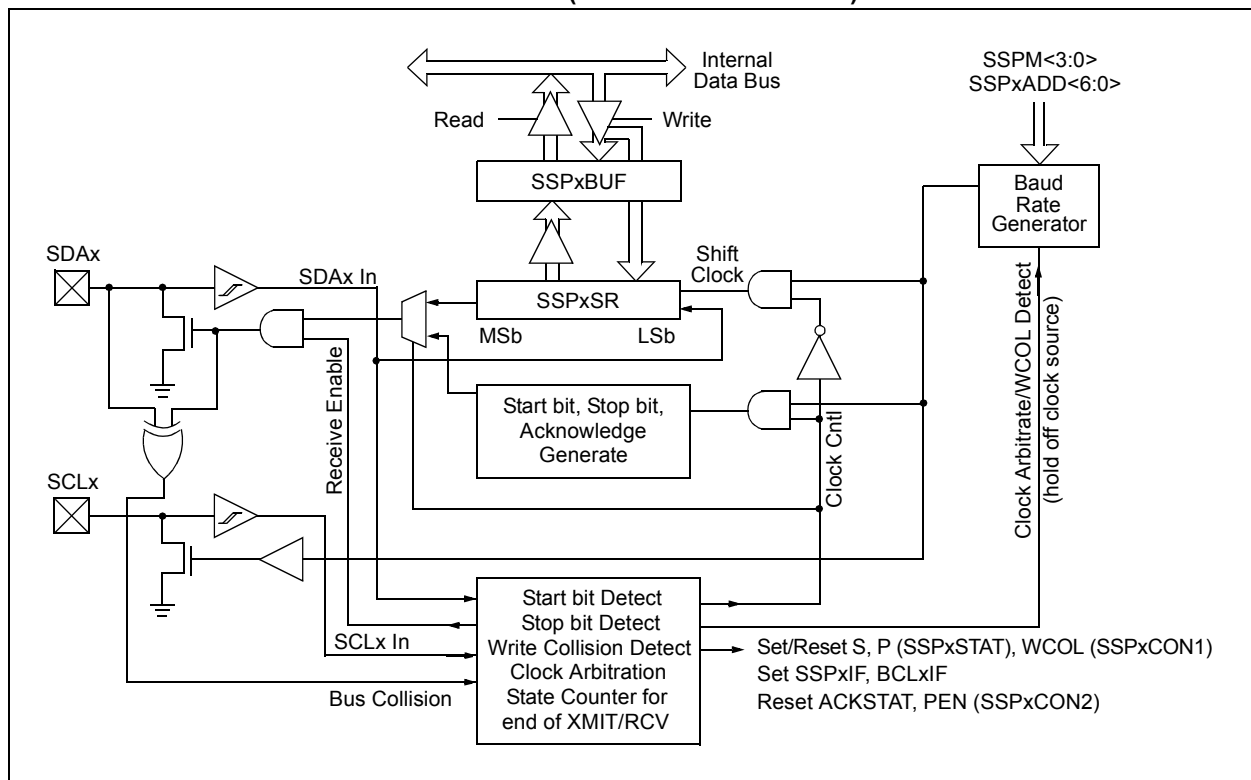 Internal
Data Bus
SSPM<3:0>
SSPxADD<6:0>
Read
Write
SSPxBUF
Baud
Rate
Generator
SDAx
SDAx In
Shift
Clock
SSPxSR
MSb
LSb
Start bit, Stop bit,
Acknowledge
Generate
Receive Enable
Clock Cntl
Clock Arbitrate/WCOL Detect
(hold off clock source)
SCLx
SCLx In
Bus Collision
Start bit Detect
Stop bit Detect
Write Collision Detect
Clock Arbitration
State Counter for
end of XMIT/RCV
Set/Reset S, P (SSPxSTAT), WCOL (SSPxCON1)
Set SSPxIF, BCLxIF
Reset ACKSTAT, PEN (SSPxCON2)